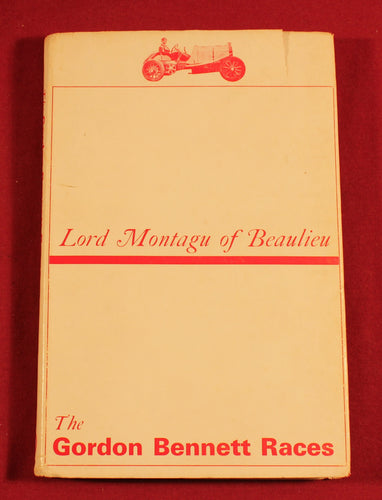 Lord Montagu of Beaulieu
The
Gordon Bennett Races